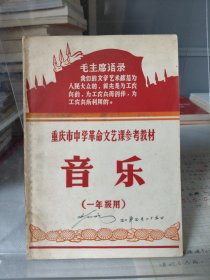 毛主席语录
我们的文学艺术都是为
人民大众的，首先是为工农
兵的，为工农兵而创作，为
工农兵所利用的。
重庆市中学革命文艺课参考教材
音乐
（一年级用）